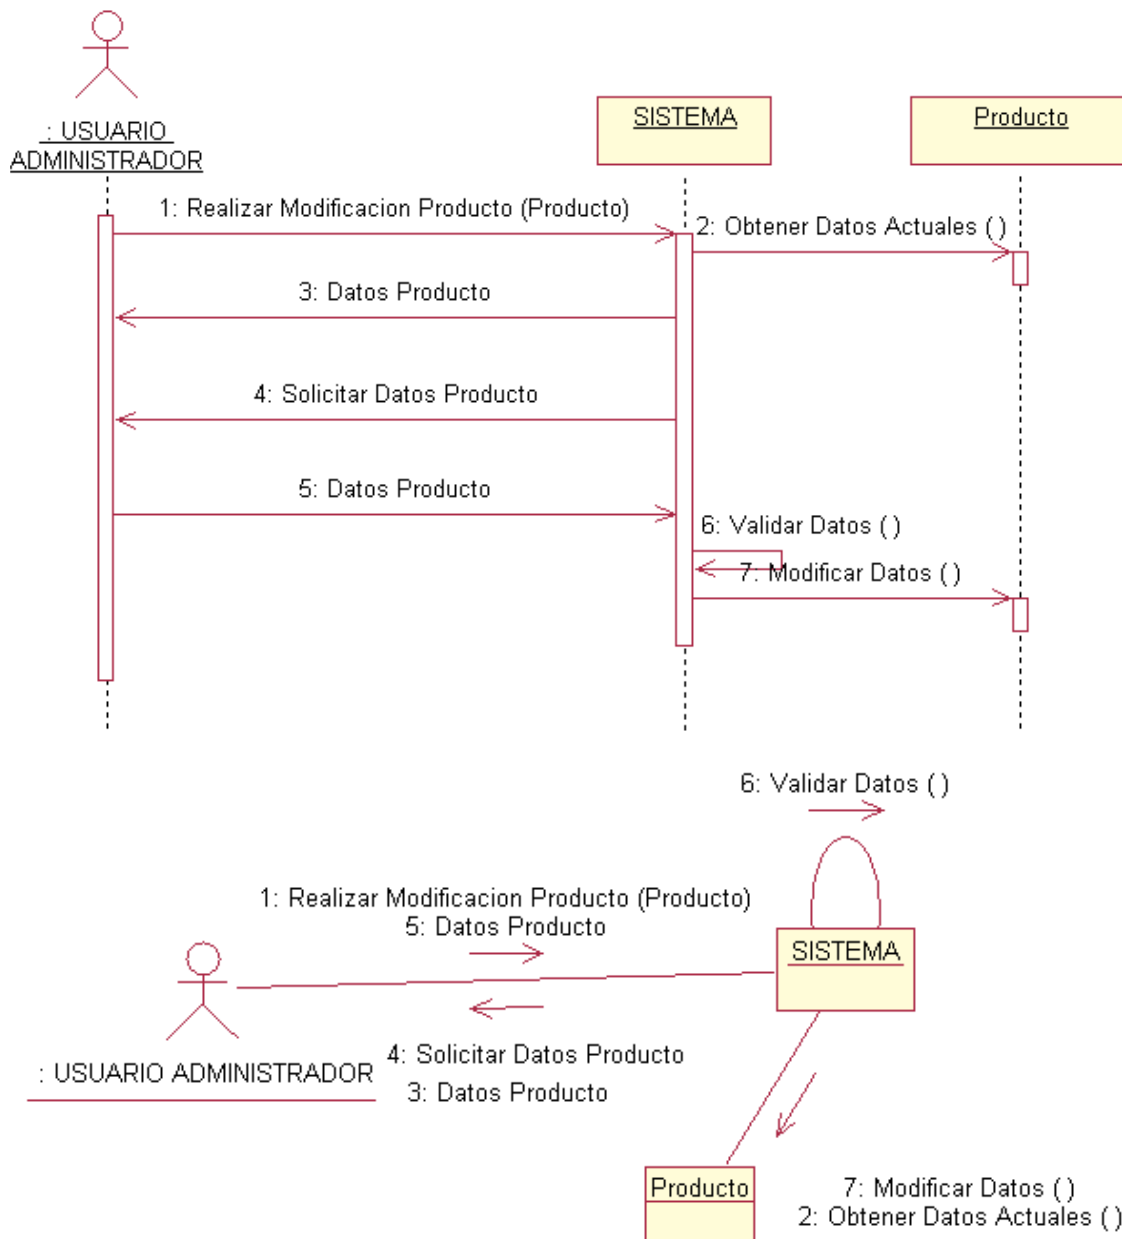 : USUARIO
ADMINISTRADOR
SISTEMA
Producto
1: Realizar Modificacion Producto (Producto)
2: Obtener Datos Actuales ( )
3: Datos Producto
4: Solicitar Datos Producto
5: Datos Producto
6: Validar Datos ( )
7: Modificar Datos ( )
6: Validar Datos ( )
1: Realizar Modificacion Producto (Producto)
5: Datos Producto
SISTEMA
4: Solicitar Datos Producto
: USUARIO ADMINISTRADOR
3: Datos Producto
Producto
7: Modificar Datos ( )
2: Obtener Datos Actuales ( )